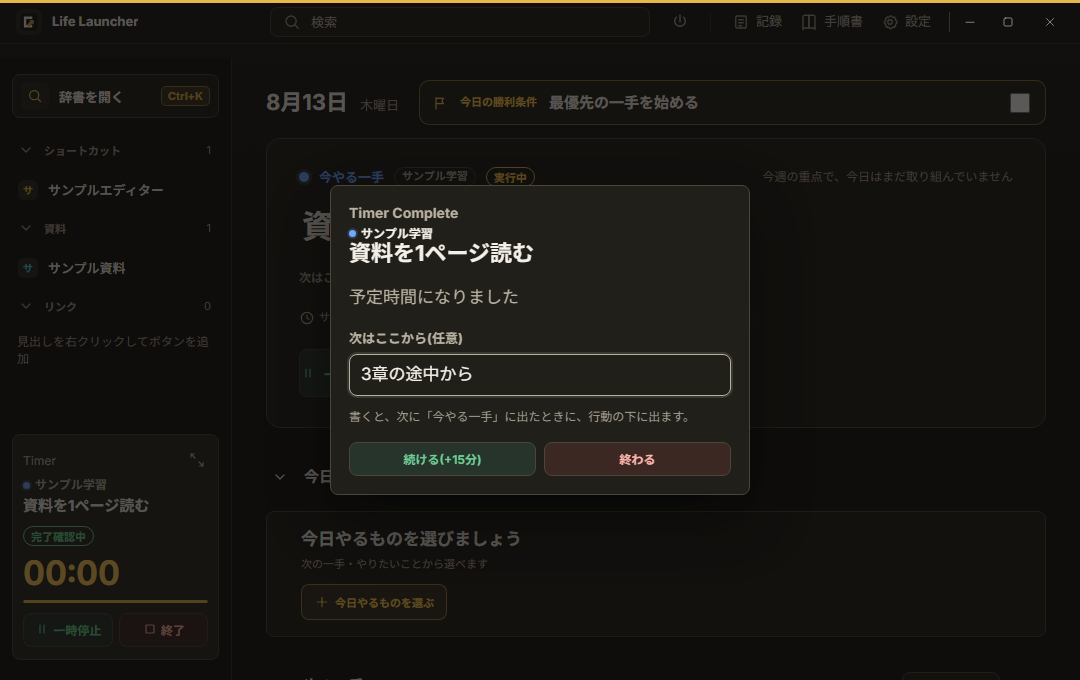 Life Launcher
検索
記録
手順書
設定
辞書を開く
Ctrl+K
ショートカット
1
サンプルエディター
資料
1
サンプル資料
リンク
0
見出しを右クリックしてボタンを追
加
Timer
サンプル学習
資料を1ページ読む
完了確認中
00:00
一時停止
終了
8月13日
木曜日
今日の勝利条件
最優先の一手を始める
今やる一手
サンプル学習
実行中
今週の重点で、今日はまだ取り組んでいません
資
次はこ
サ
Timer Complete
サンプル学習
資料を1ページ読む
予定時間になりました
次はここから(任意)
3章の途中から
書くと、次に「今やる一手」に出たときに、行動の下に出ます。
続ける(+15分)
終わる
今日
今日やるものを選びましょう
次の一手・やりたいことから選べます
今日やるものを選ぶ